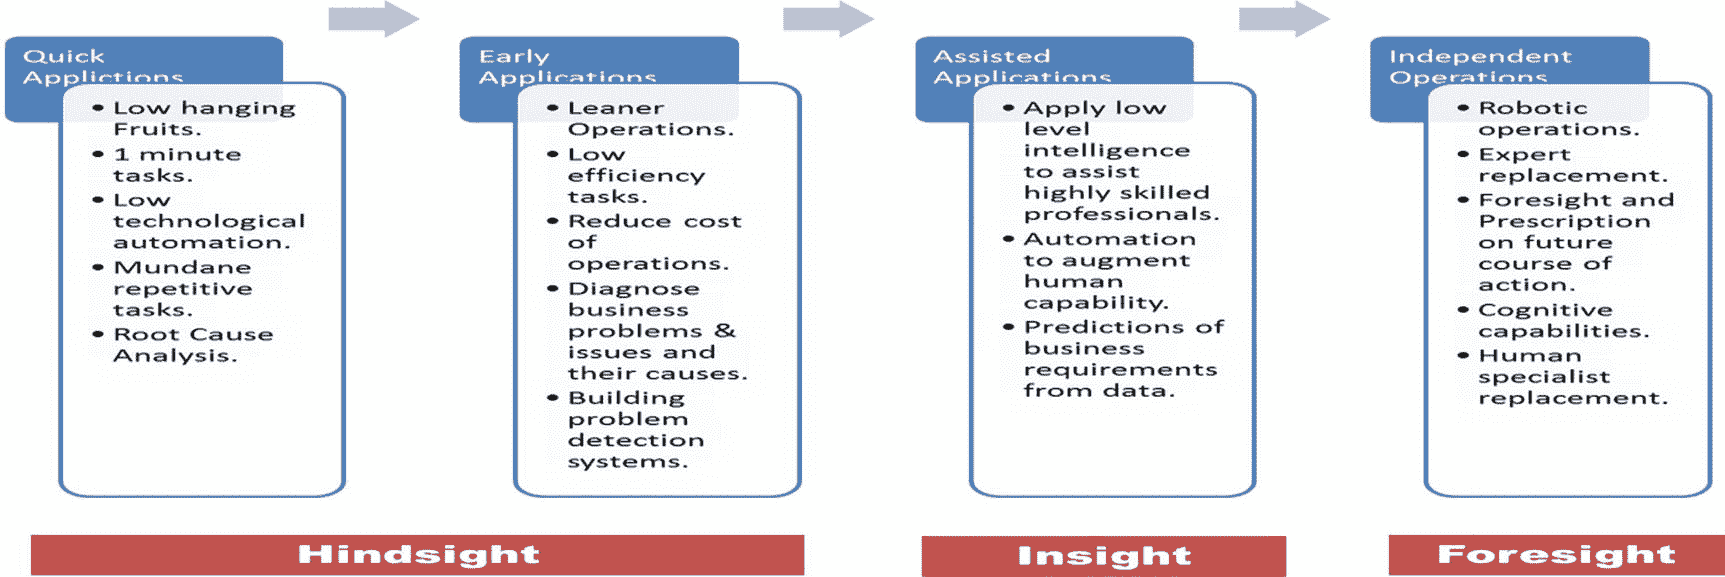 Quick
Applictions
• Low hanging
Fruits.
• 1 minute
tasks.
• Low
technological
automation.
• Mundane
repetitive
tasks.
• Root Cause
Analysis.
Early
Applications
• Leaner
Operations.
• Low
efficiency
tasks.
• Reduce cost
of
operations.
• Diagnose
business
problems &
issues and
their causes.
• Building
problem
detection
systems.
Assisted
Applications
• Apply low
level
intelligence
to assist
highly skilled
professionals.
• Automation
to augment
human
capability.
• Predictions of
business
requirements
from data.
Independent
Operations
• Robotic
operations.
• Expert
replacement.
• Foresight and
Prescription
on future
course of
action.
• Cognitive
capabilities.
• Human
specialist
replacement.
Hindsight
Insight
Foresight